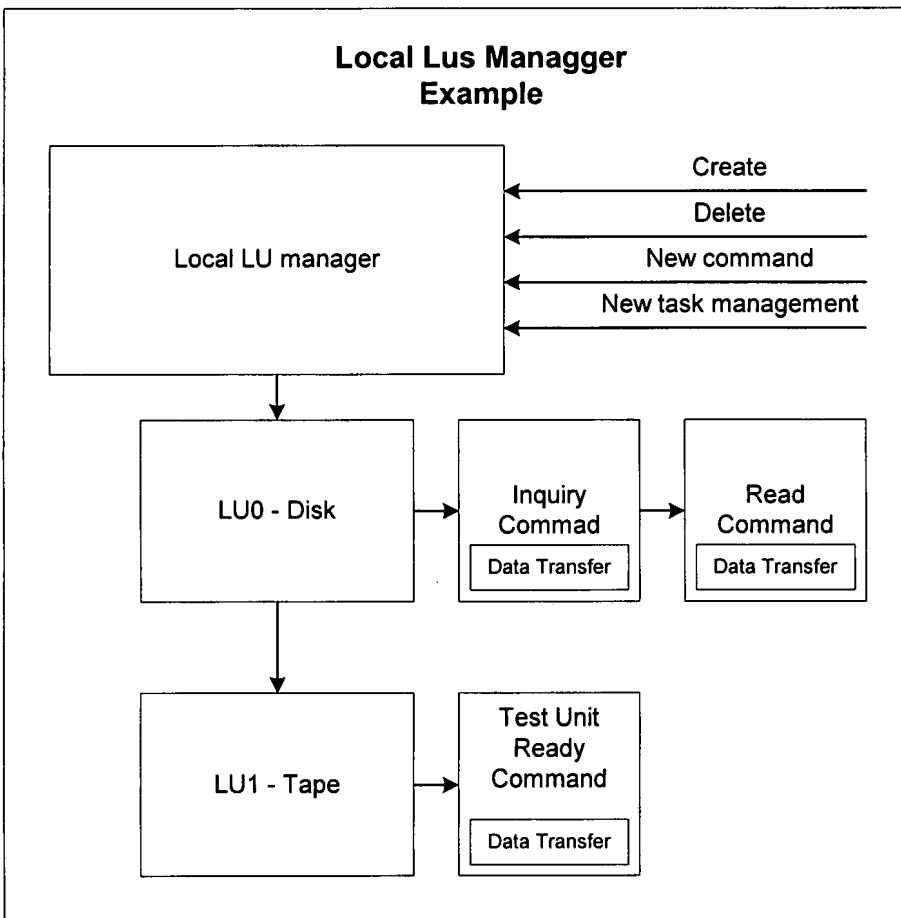 Local Lus Managger
Example
Local LU manager
Create
Delete
New command
New task management
LU0 - Disk
Inquiry
Commad
Data Transfer
Read
Command
Data Transfer
LU1 - Tape
Test Unit
Ready
Command
Data Transfer